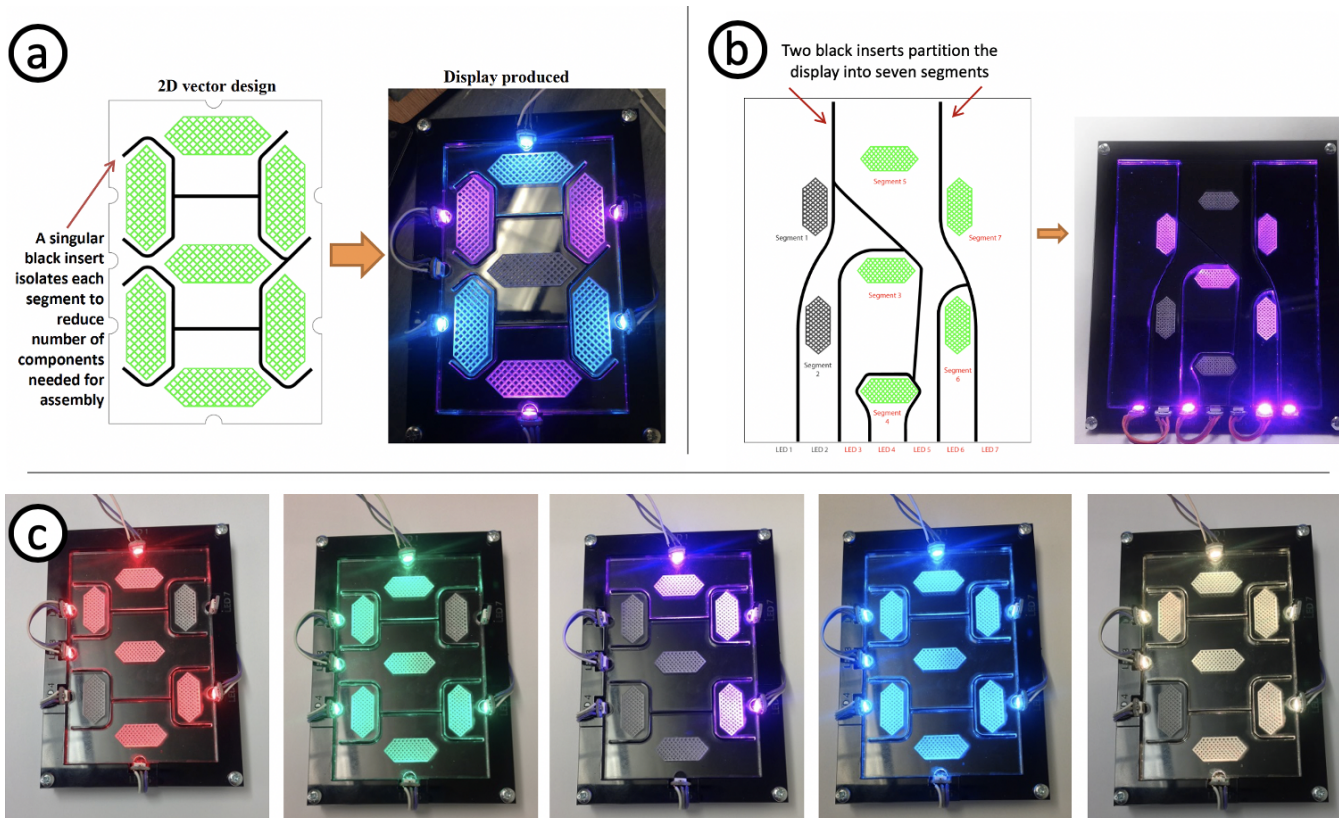 a
2D vector design
Display produced
A singular
black insert
isolates each
segment to
reduce
number of
components
needed for
assembly
b
Two black inserts partition the
display into seven segments
Segment 5
Segment 1
Segment 7
Segment 3
Segment
2
Segment
6
Segment
4
LED 1 LED 2 LED 3 LED 4 LED 5 LED 6 LED 7
c
LED 7